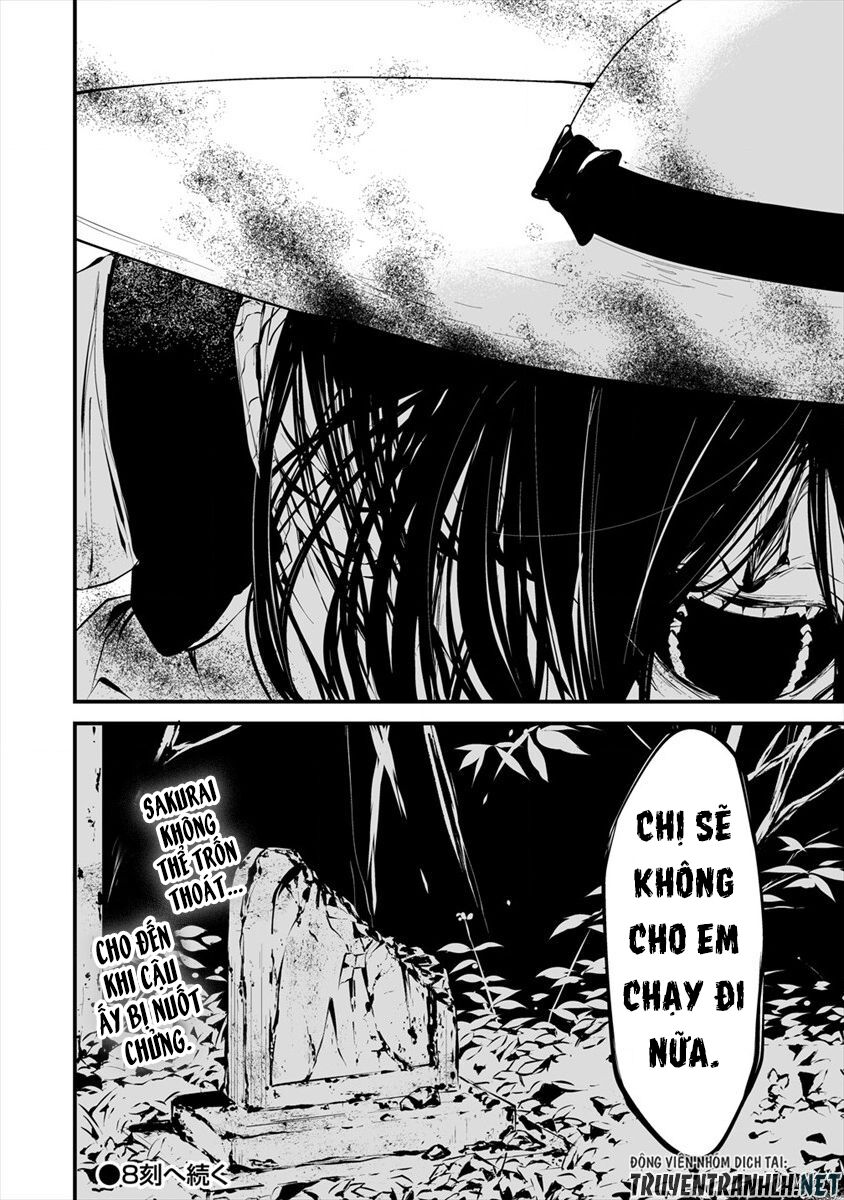 CHỊ SẼ
KHÔNG
CHO EM
CHẠY ĐI
NỮA.
SAKURAI
KHÔNG
THỂ TRỐN
THOÁT...
CHO ĐẾN
KHI CẬU
ẤY BỊ NUỐT
CHỬNG.
●8刻へ続く
ĐỘNG VIÊN NHÓM DỊCH TẠI:
TRUYENTRANHLH.NET